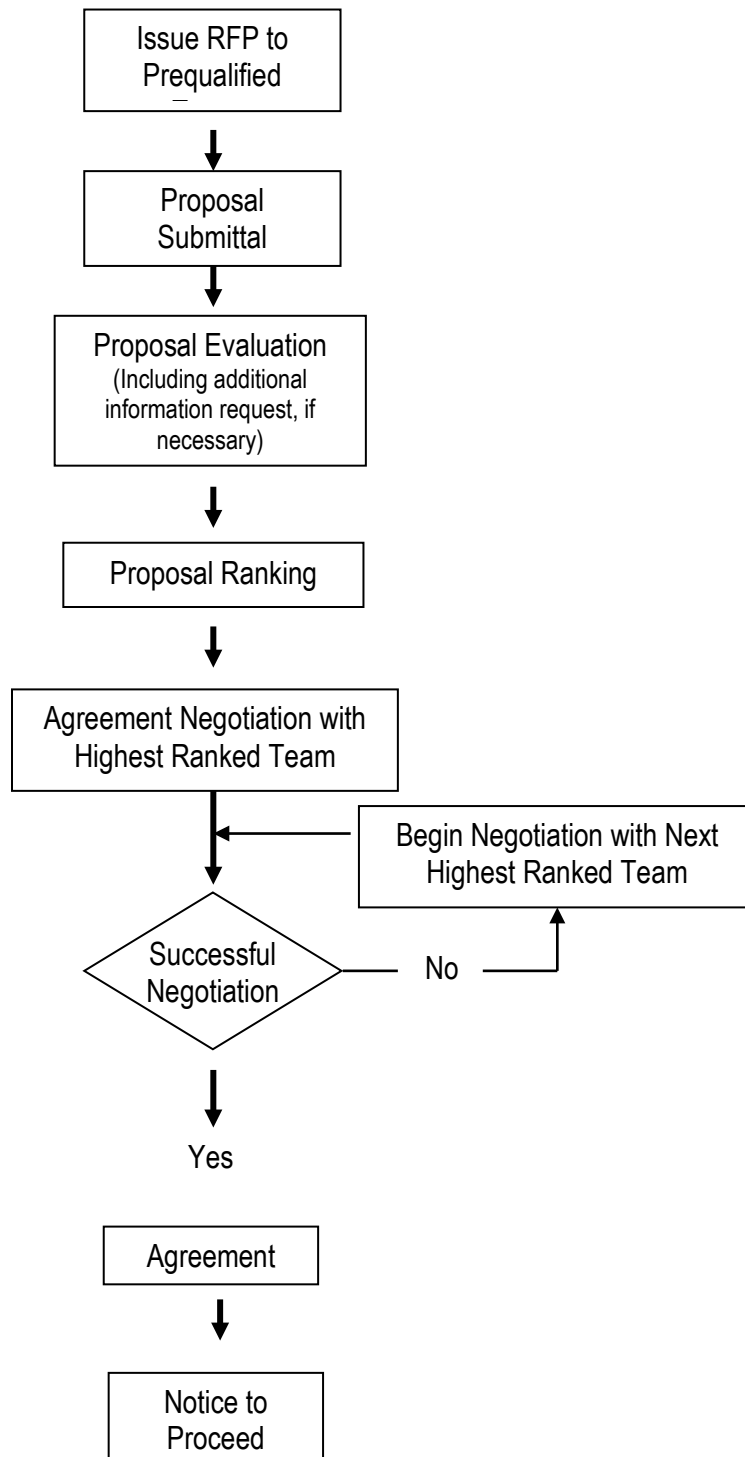 Issue RFP to
Prequalified
Proposal
Submittal
Proposal Evaluation
(Including additional
information request, if
necessary)
Proposal Ranking
Agreement Negotiation with
Highest Ranked Team
Begin Negotiation with Next
Highest Ranked Team
Successful
Negotiation
No
Yes
Agreement
Notice to
Proceed